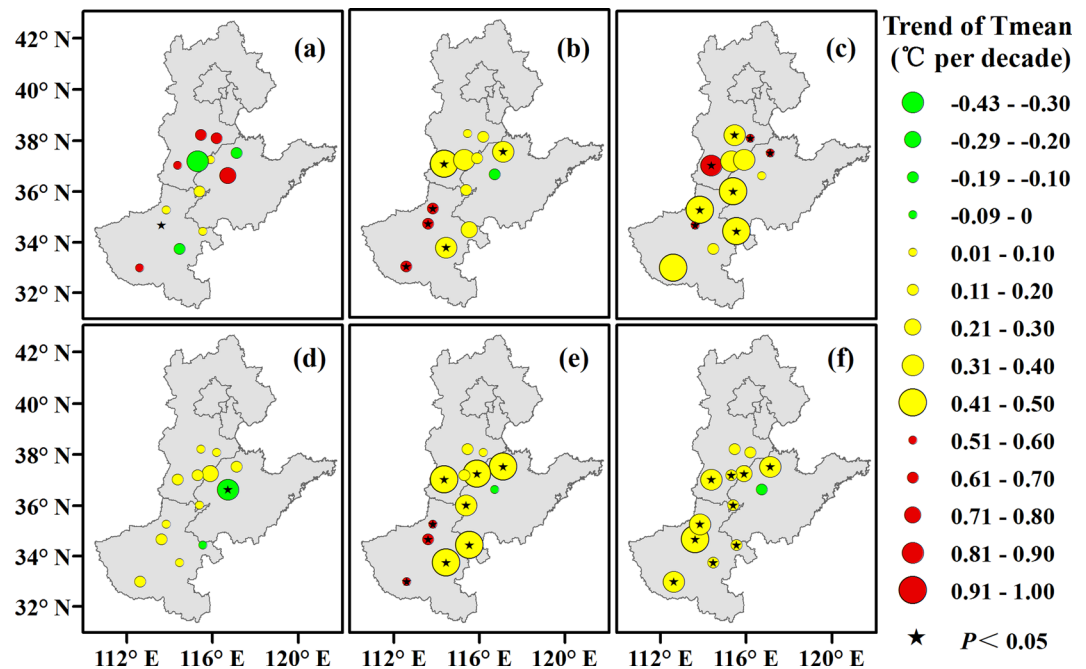 42° N
(a)
(b)
(c)
40° N
38° N
36° N
34° N
32° N
42° N
(d)
(e)
(f)
40° N
38° N
36° N
34° N
32° N
112° E
116° E
120° E
112° E
116° E
120° E
112° E
116° E
120° E
Trend of Tmean
(℃ per decade)
-0.43 - -0.30
-0.29 - -0.20
-0.19 - -0.10
-0.09 - 0
0.01 - 0.10
0.11 - 0.20
0.21 - 0.30
0.31 - 0.40
0.41 - 0.50
0.51 - 0.60
0.61 - 0.70
0.71 - 0.80
0.81 - 0.90
0.91 - 1.00
P< 0.05